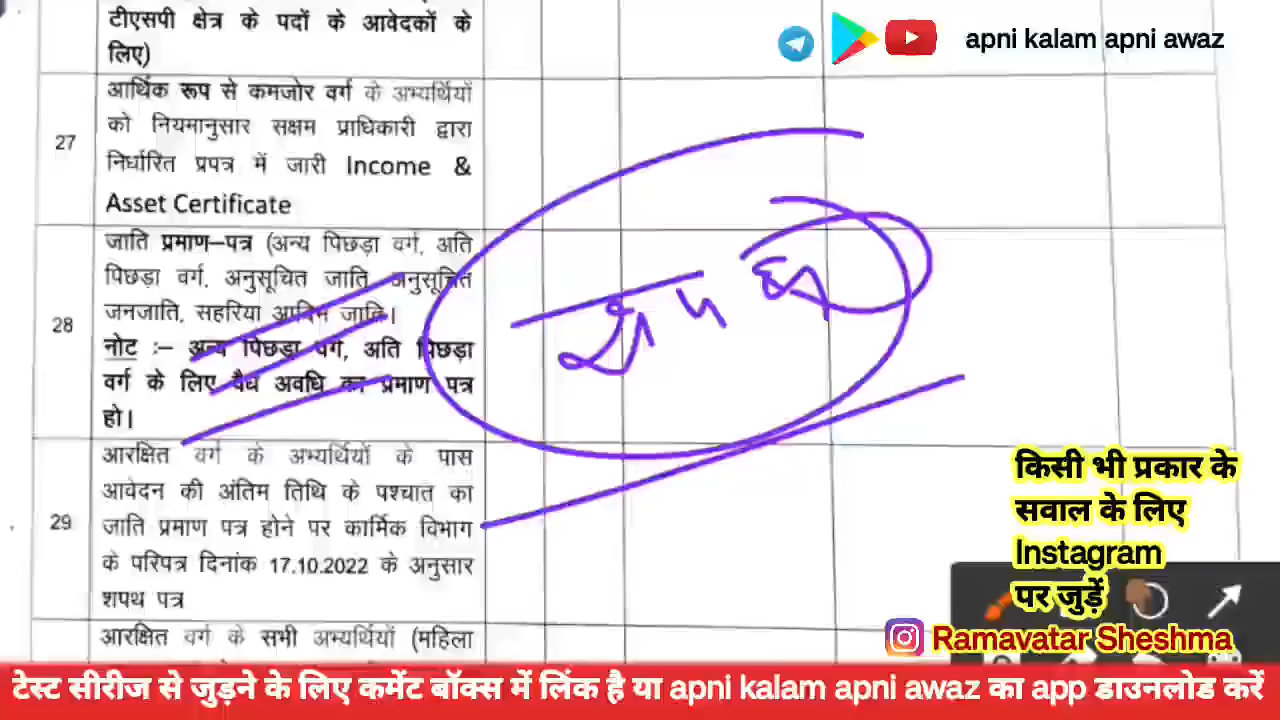 टीएसपी क्षेत्र के पदों के आवेदकों के
लिए)
apni kalam apni awaz
27
आर्थिक रूप से कमजोर वर्ग के अभ्यर्थियों
को नियमानुसार सक्षम प्राधिकारी द्वारा
निर्धारित प्रपत्र में जारी Income &
Asset Certificate
28
जाति प्रमाण–पत्र (अन्य पिछड़ा वर्ग, अति
पिछड़ा वर्ग, अनुसूचित जाति, अनुसूचित
जनजाति, सहरिया आदिम जाति।
नोट :– अन्य पिछड़ा वर्ग, अति पिछड़ा
वर्ग के लिए वैध अवधि का प्रमाण पत्र
हो।
29
आरक्षित वर्ग के अभ्यर्थियों के पास
आवेदन की अंतिम तिथि के पश्चात का
जाति प्रमाण पत्र होने पर कार्मिक विभाग
के परिपत्र दिनांक 17.10.2022 के अनुसार
शपथ पत्र
आरक्षित वर्ग के सभी अभ्यर्थियों (महिला
किसी भी प्रकार के
सवाल के लिए
Instagram
पर जुड़ें
Ramavatar Sheshma
टेस्ट सीरीज से जुड़ने के लिए कमेंट बॉक्स में लिंक है या apni kalam apni awaz का app डाउनलोड करें